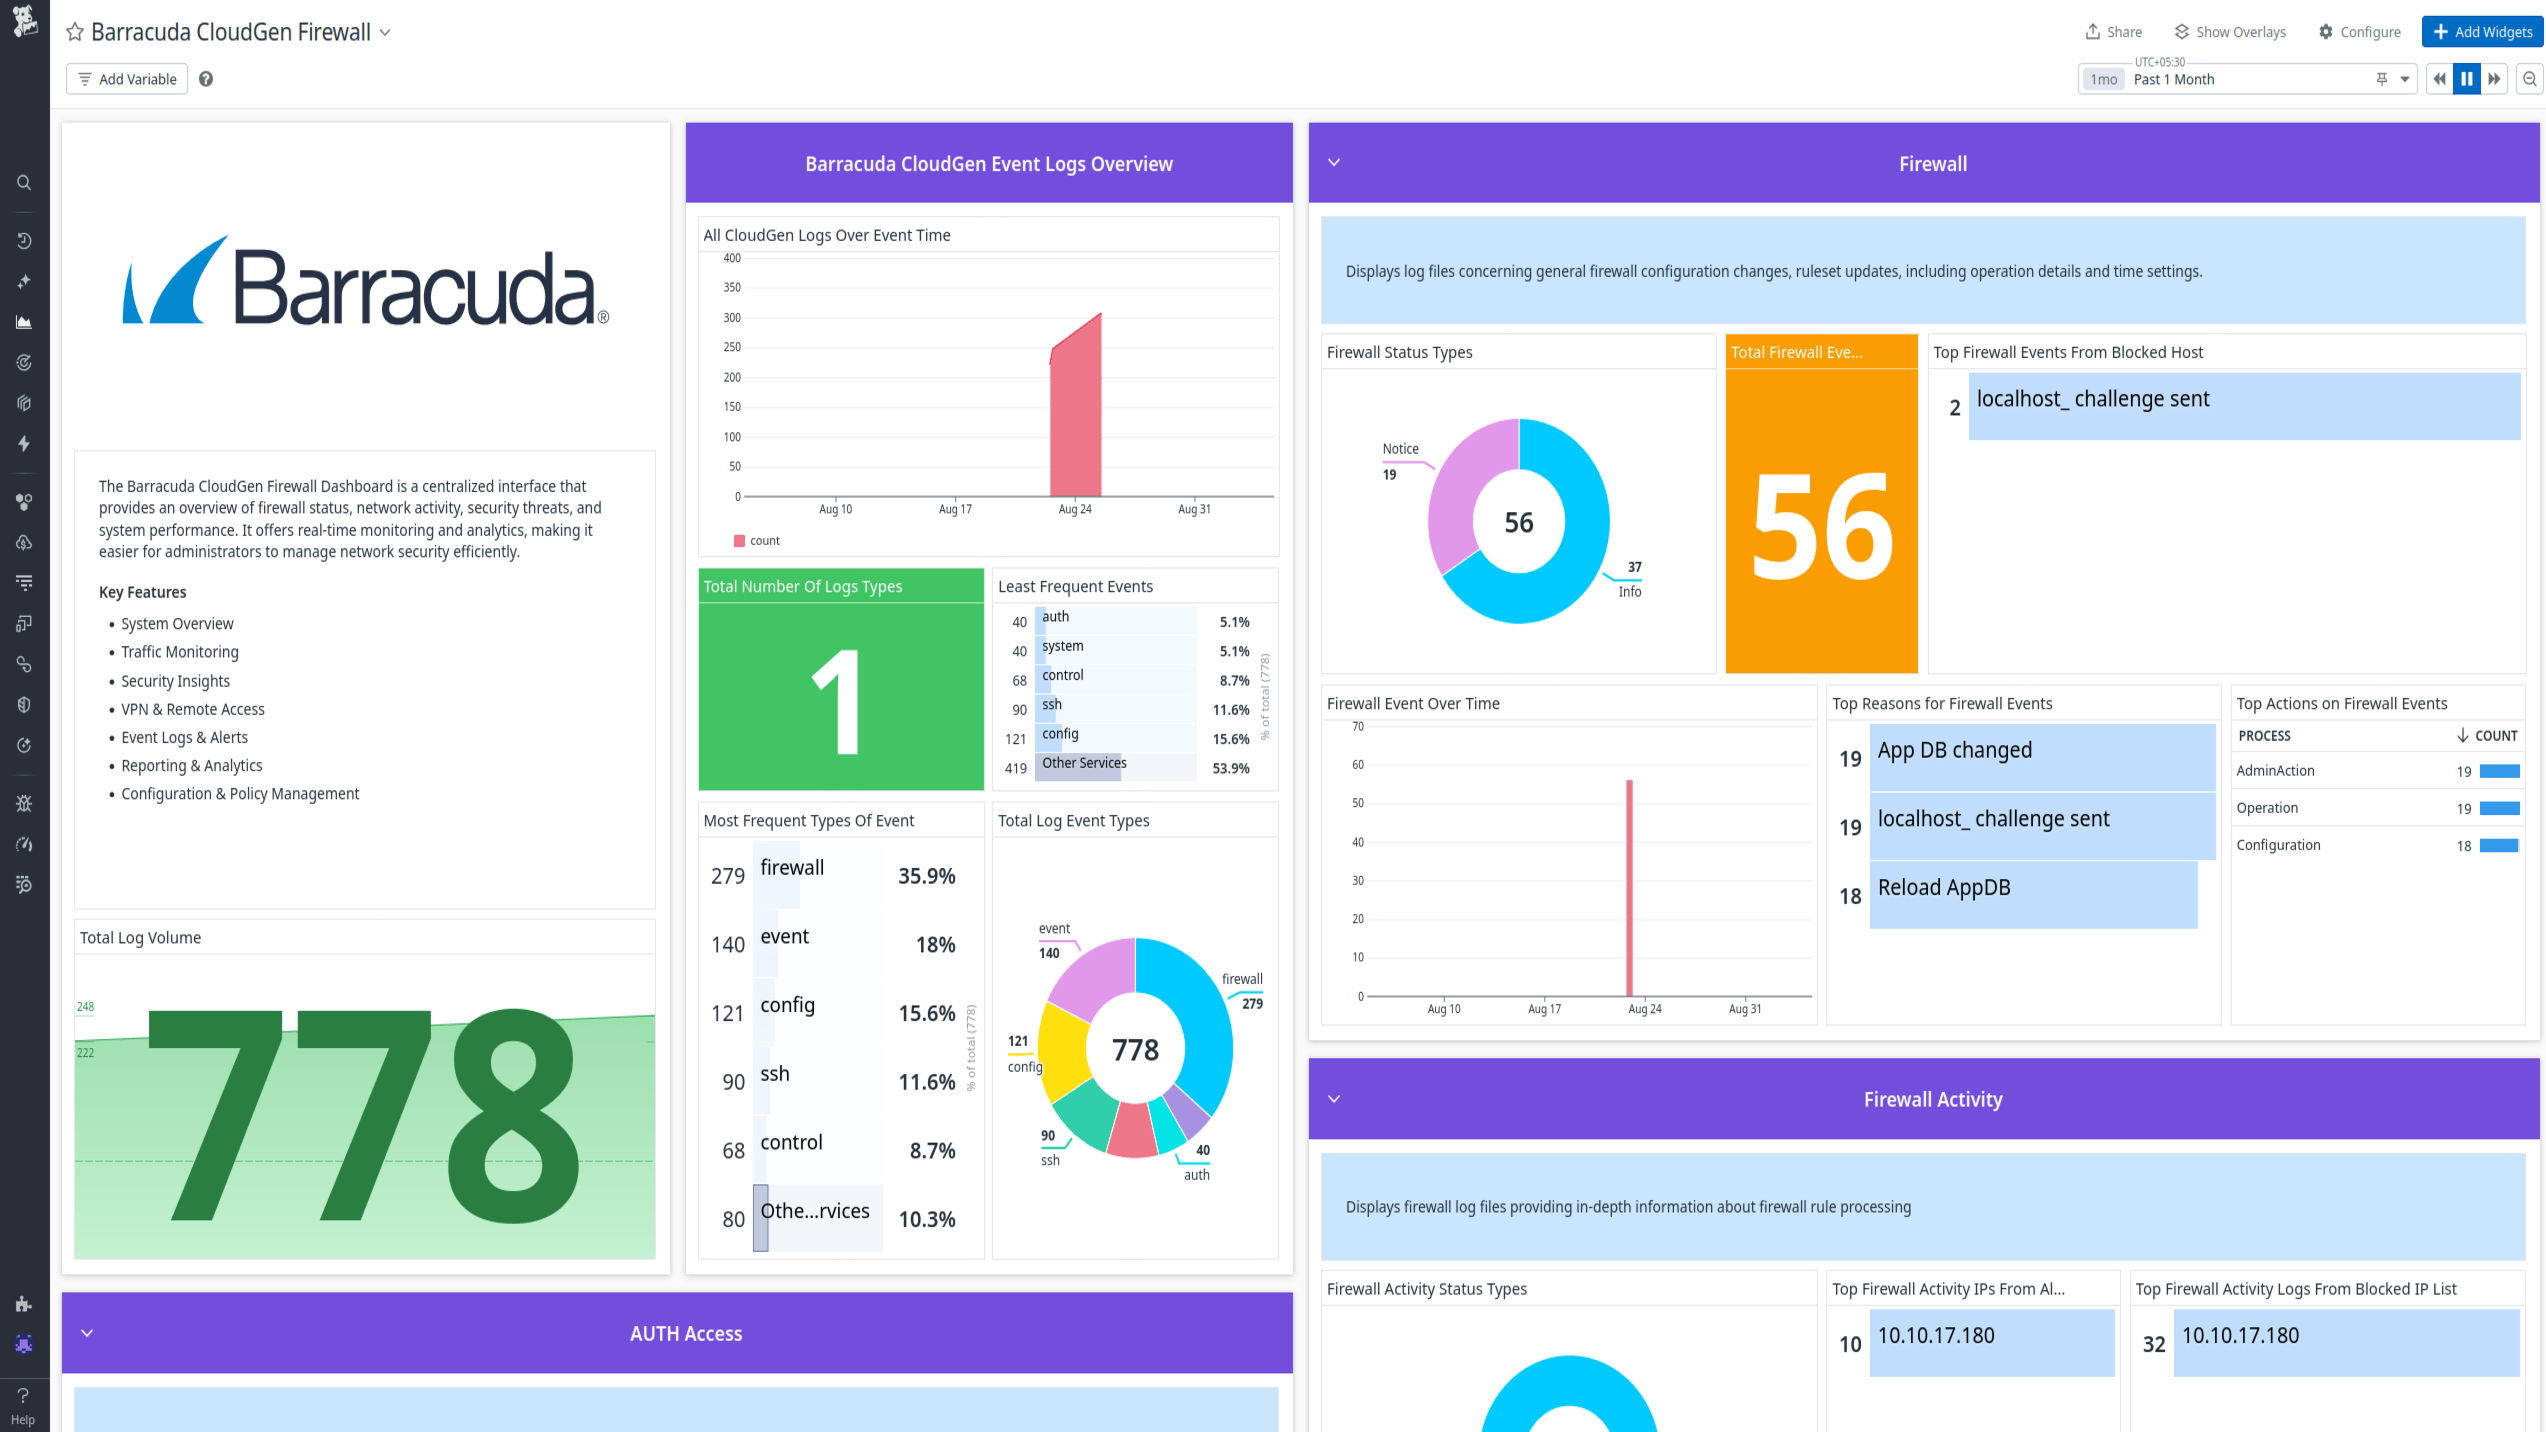 Barracuda CloudGen Firewall
Share
Show Overlays
Configure
Add Widgets
Add Variable
UTC+05:30
1mo
Past 1 Month
Barracuda®
The Barracuda CloudGen Firewall Dashboard is a centralized interface that
provides an overview of firewall status, network activity, security threats, and
system performance. It offers real-time monitoring and analytics, making it
easier for administrators to manage network security efficiently.
Key Features
• System Overview
• Traffic Monitoring
• Security Insights
• VPN & Remote Access
• Event Logs & Alerts
• Reporting & Analytics
• Configuration & Policy Management
Total Log Volume
248
222
778
Barracuda CloudGen Event Logs Overview
All CloudGen Logs Over Event Time
400
350
300
250
200
150
100
50
0
Aug 10
Aug 17
Aug 24
Aug 31
count
Total Number Of Logs Types
1
Least Frequent Events
40 auth 5.1%
40 system 5.1%
68 control 8.7%
90 ssh 11.6%
121 config 15.6%
419 Other Services 53.9%
% of total (778)
Most Frequent Types Of Event
279 firewall 35.9%
140 event 18%
121 config 15.6%
90 ssh 11.6%
68 control 8.7%
80 Othe...rvices 10.3%
% of total (778)
Total Log Event Types
event
140
firewall
279
121
config
778
90
ssh
40
auth
Firewall
Displays log files concerning general firewall configuration changes, ruleset updates, including operation details and time settings.
Firewall Status Types
Notice
19
56
37
Info
Total Firewall Eve...
56
Top Firewall Events From Blocked Host
2 localhost_ challenge sent
Firewall Event Over Time
70
60
50
40
30
20
10
0
Aug 10
Aug 17
Aug 24
Aug 31
Top Reasons for Firewall Events
19 App DB changed
19 localhost_ challenge sent
18 Reload AppDB
Top Actions on Firewall Events
PROCESS COUNT
AdminAction 19
Operation 19
Configuration 18
Firewall Activity
Displays firewall log files providing in-depth information about firewall rule processing
Firewall Activity Status Types
Top Firewall Activity IPs From Al...
10 10.10.17.180
Top Firewall Activity Logs From Blocked IP List
32 10.10.17.180
AUTH Access
Help